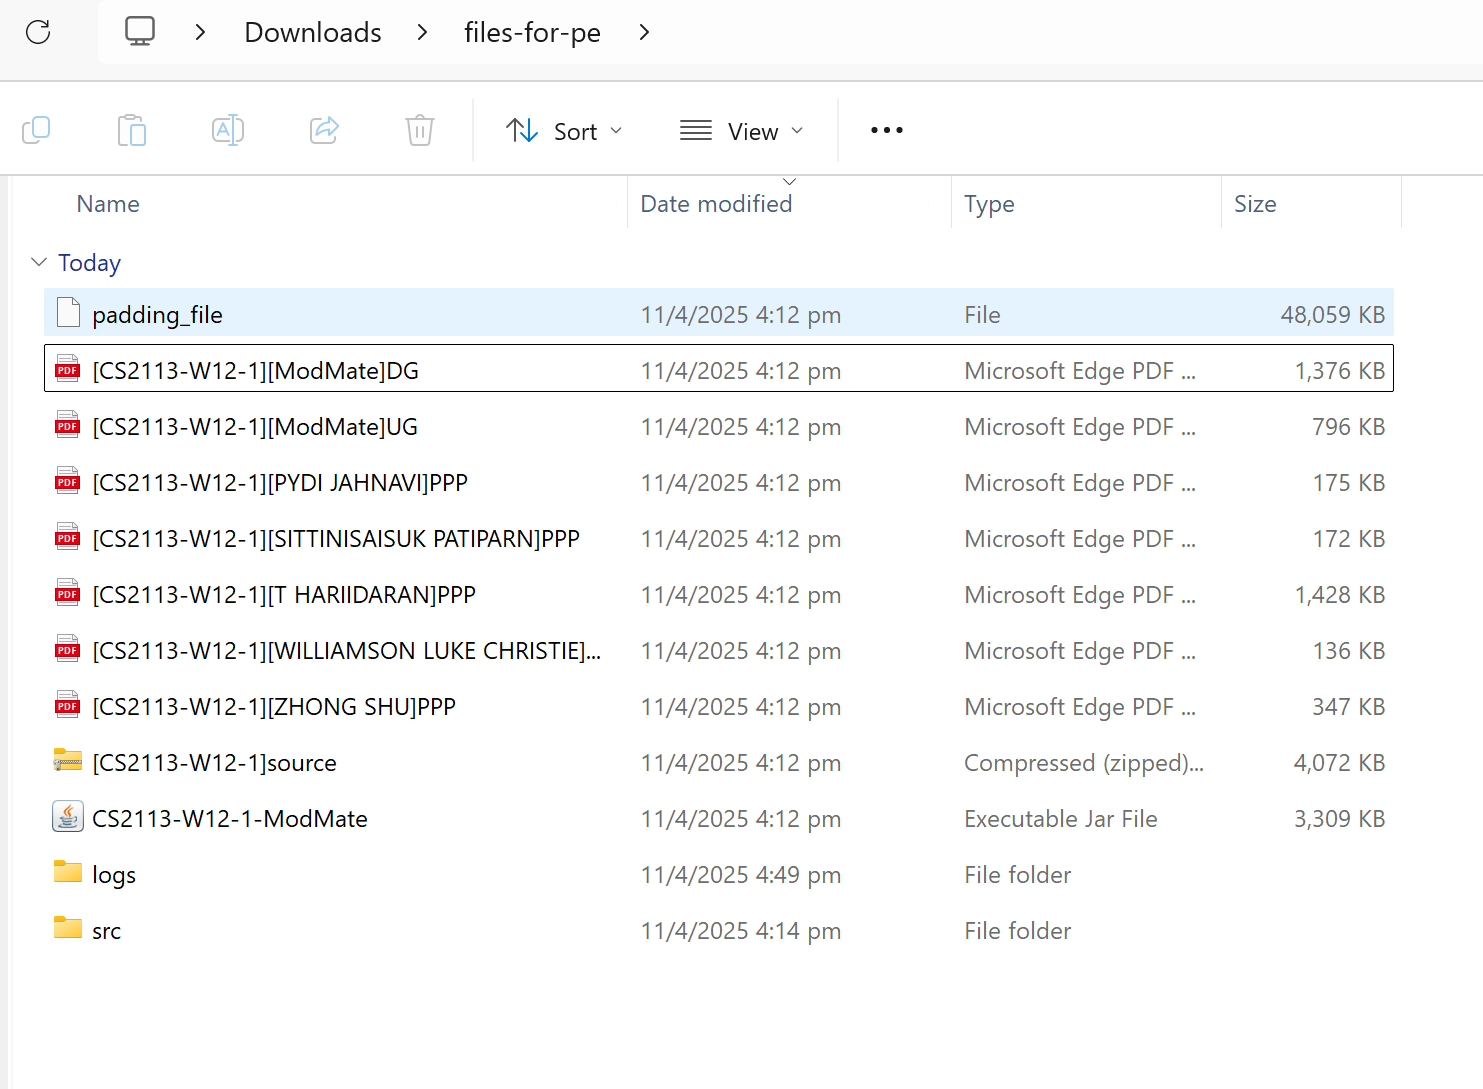 Downloads files-for-pe
Sort View
Name Date modified Type Size
Today
padding_file 11/4/2025 4:12 pm File 48,059 KB
PDF [CS2113-W12-1][ModMate]DG 11/4/2025 4:12 pm Microsoft Edge PDF ... 1,376 KB
PDF [CS2113-W12-1][ModMate]UG 11/4/2025 4:12 pm Microsoft Edge PDF ... 796 KB
PDF [CS2113-W12-1][PYDI JAHNAVI]PPP 11/4/2025 4:12 pm Microsoft Edge PDF ... 175 KB
PDF [CS2113-W12-1][SITTINISAISUK PATIPARN]PPP 11/4/2025 4:12 pm Microsoft Edge PDF ... 172 KB
PDF [CS2113-W12-1][T HARIIDARAN]PPP 11/4/2025 4:12 pm Microsoft Edge PDF ... 1,428 KB
PDF [CS2113-W12-1][WILLIAMSON LUKE CHRISTIE]... 11/4/2025 4:12 pm Microsoft Edge PDF ... 136 KB
PDF [CS2113-W12-1][ZHONG SHU]PPP 11/4/2025 4:12 pm Microsoft Edge PDF ... 347 KB
[CS2113-W12-1]source 11/4/2025 4:12 pm Compressed (zipped)... 4,072 KB
CS2113-W12-1-ModMate 11/4/2025 4:12 pm Executable Jar File 3,309 KB
logs 11/4/2025 4:49 pm File folder
src 11/4/2025 4:14 pm File folder